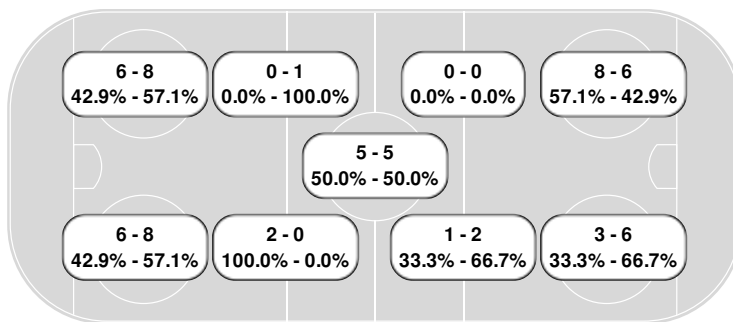 6 - 8
42.9% - 57.1%
0 - 1
0.0% - 100.0%
0 - 0
0.0% - 0.0%
8 - 6
57.1% - 42.9%
5 - 5
50.0% - 50.0%
6 - 8
42.9% - 57.1%
2 - 0
100.0% - 0.0%
1 - 2
33.3% - 66.7%
3 - 6
33.3% - 66.7%